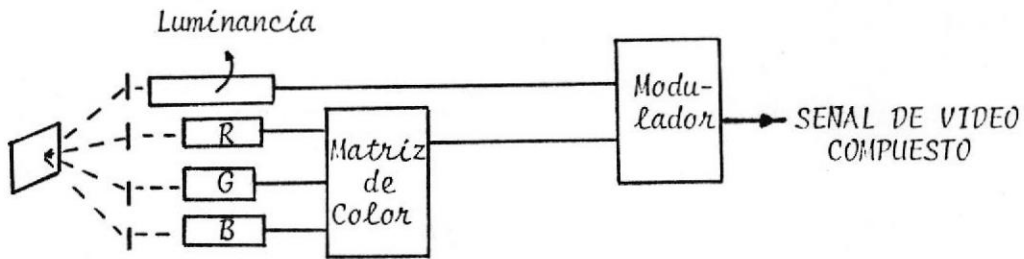 Luminancia
R
G
B
Matriz
de
Color
Modu-
lador
SEÑAL DE VIDEO
COMPUESTO